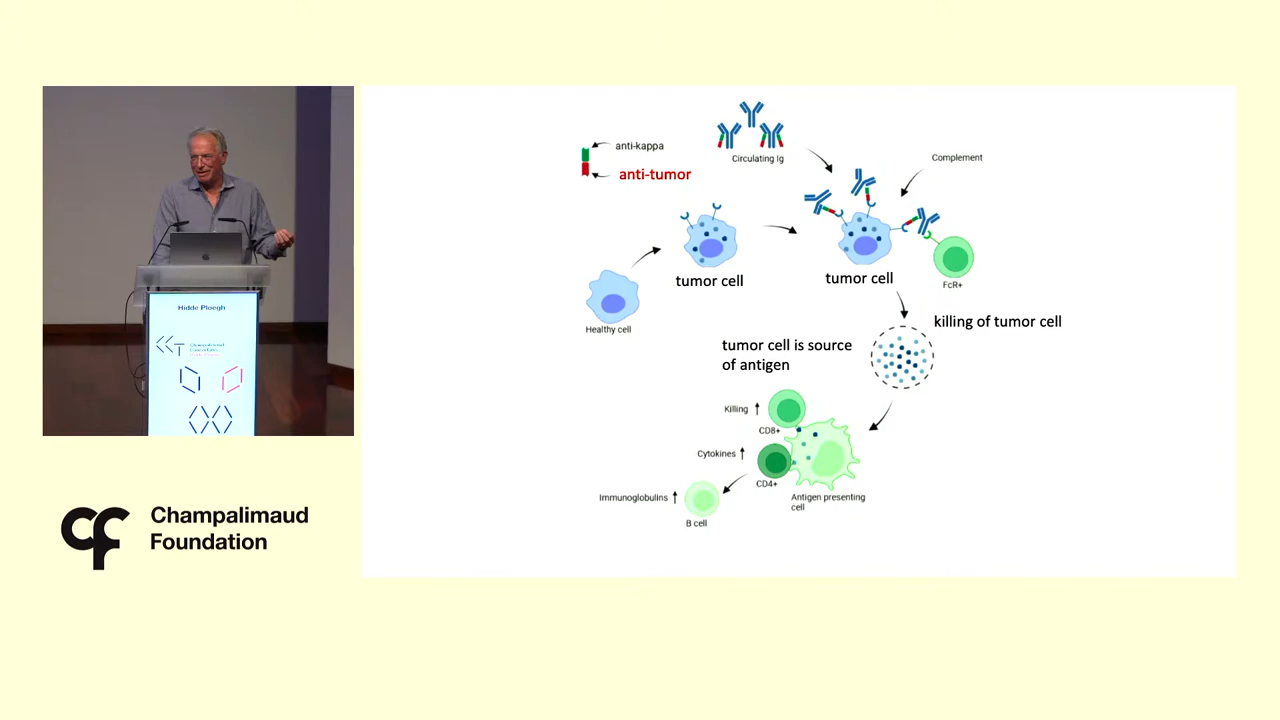 Hidde Ploegh
Champalimaud
Foundation
anti-kappa
anti-tumor
Circulating Ig
Complement
tumor cell
tumor cell
FcR+
Healthy cell
killing of tumor cell
tumor cell is source
of antigen
Killing
CD8+
Cytokines
CD4+
Immunoglobulins
Antigen presenting
cell
B cell